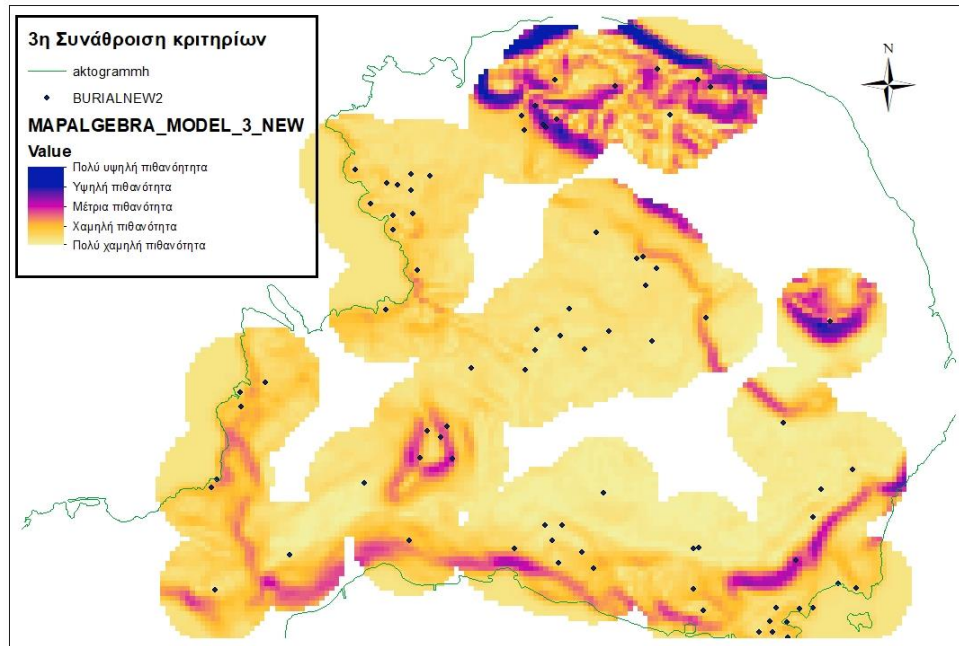 3η Συνάθροιση κριτηρίων
aktogrammh
BURIALNEW2
MAPALGEBRA_MODEL_3_NEW
Value
Πολύ υψηλή πιθανότητα
Υψηλή πιθανότητα
Μέτρια πιθανότητα
Χαμηλή πιθανότητα
Πολύ χαμηλή πιθανότητα
N